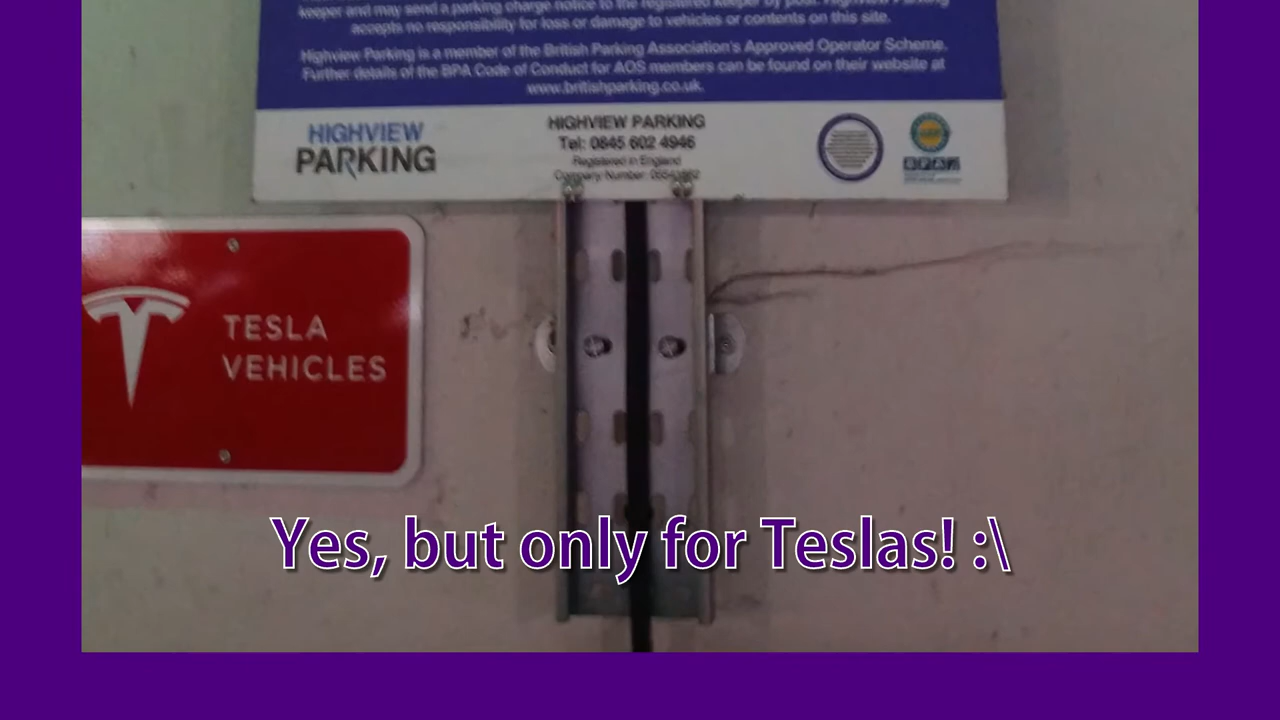 keeper and may send a parking charge notice to the registered keeper by post. Highview Parking
accepts no responsibility for loss or damage to vehicles or contents on this site.
Highview Parking is a member of the British Parking Association's Approved Operator Scheme.
Further details of the BPA Code of Conduct for AOS members can be found on their website at
www.britishparking.co.uk.
HIGHVIEW
PARKING
HIGHVIEW PARKING
Tel: 0845 602 4946
Registered in England
Company Number:
TESLA
VEHICLES
Yes, but only for Teslas! :\